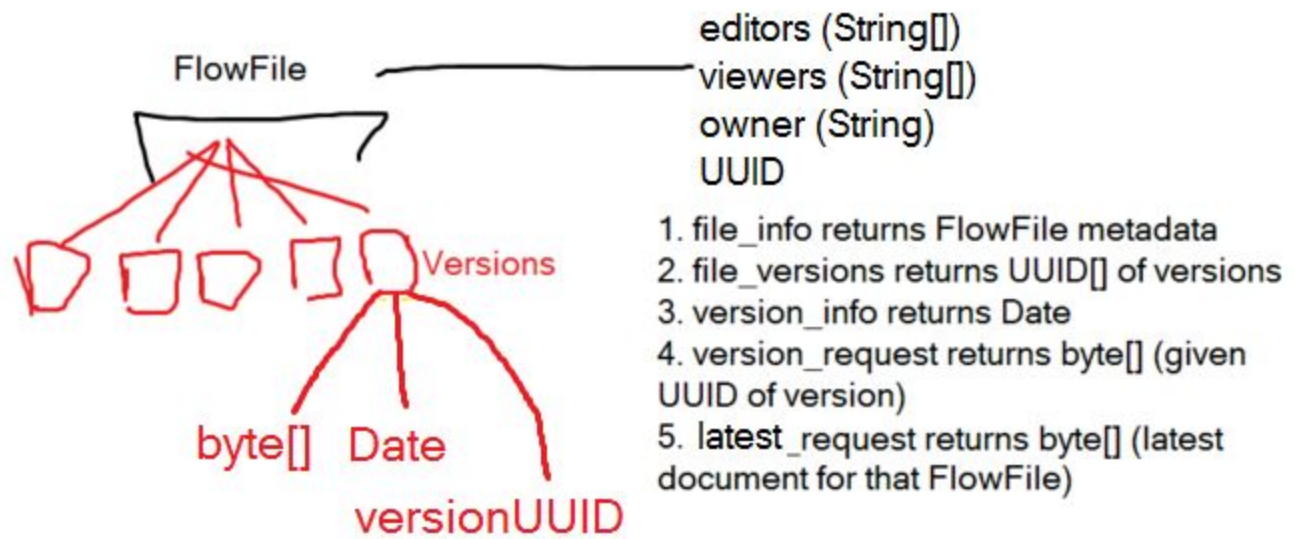 FlowFile
editors (String[])
viewers (String[])
owner (String)
UUID
Versions
byte[]
Date
versionUUID
1. file_info returns FlowFile metadata
2. file_versions returns UUID[] of versions
3. version_info returns Date
4. version_request returns byte[] (given
UUID of version)
5. latest_request returns byte[] (latest
document for that FlowFile)